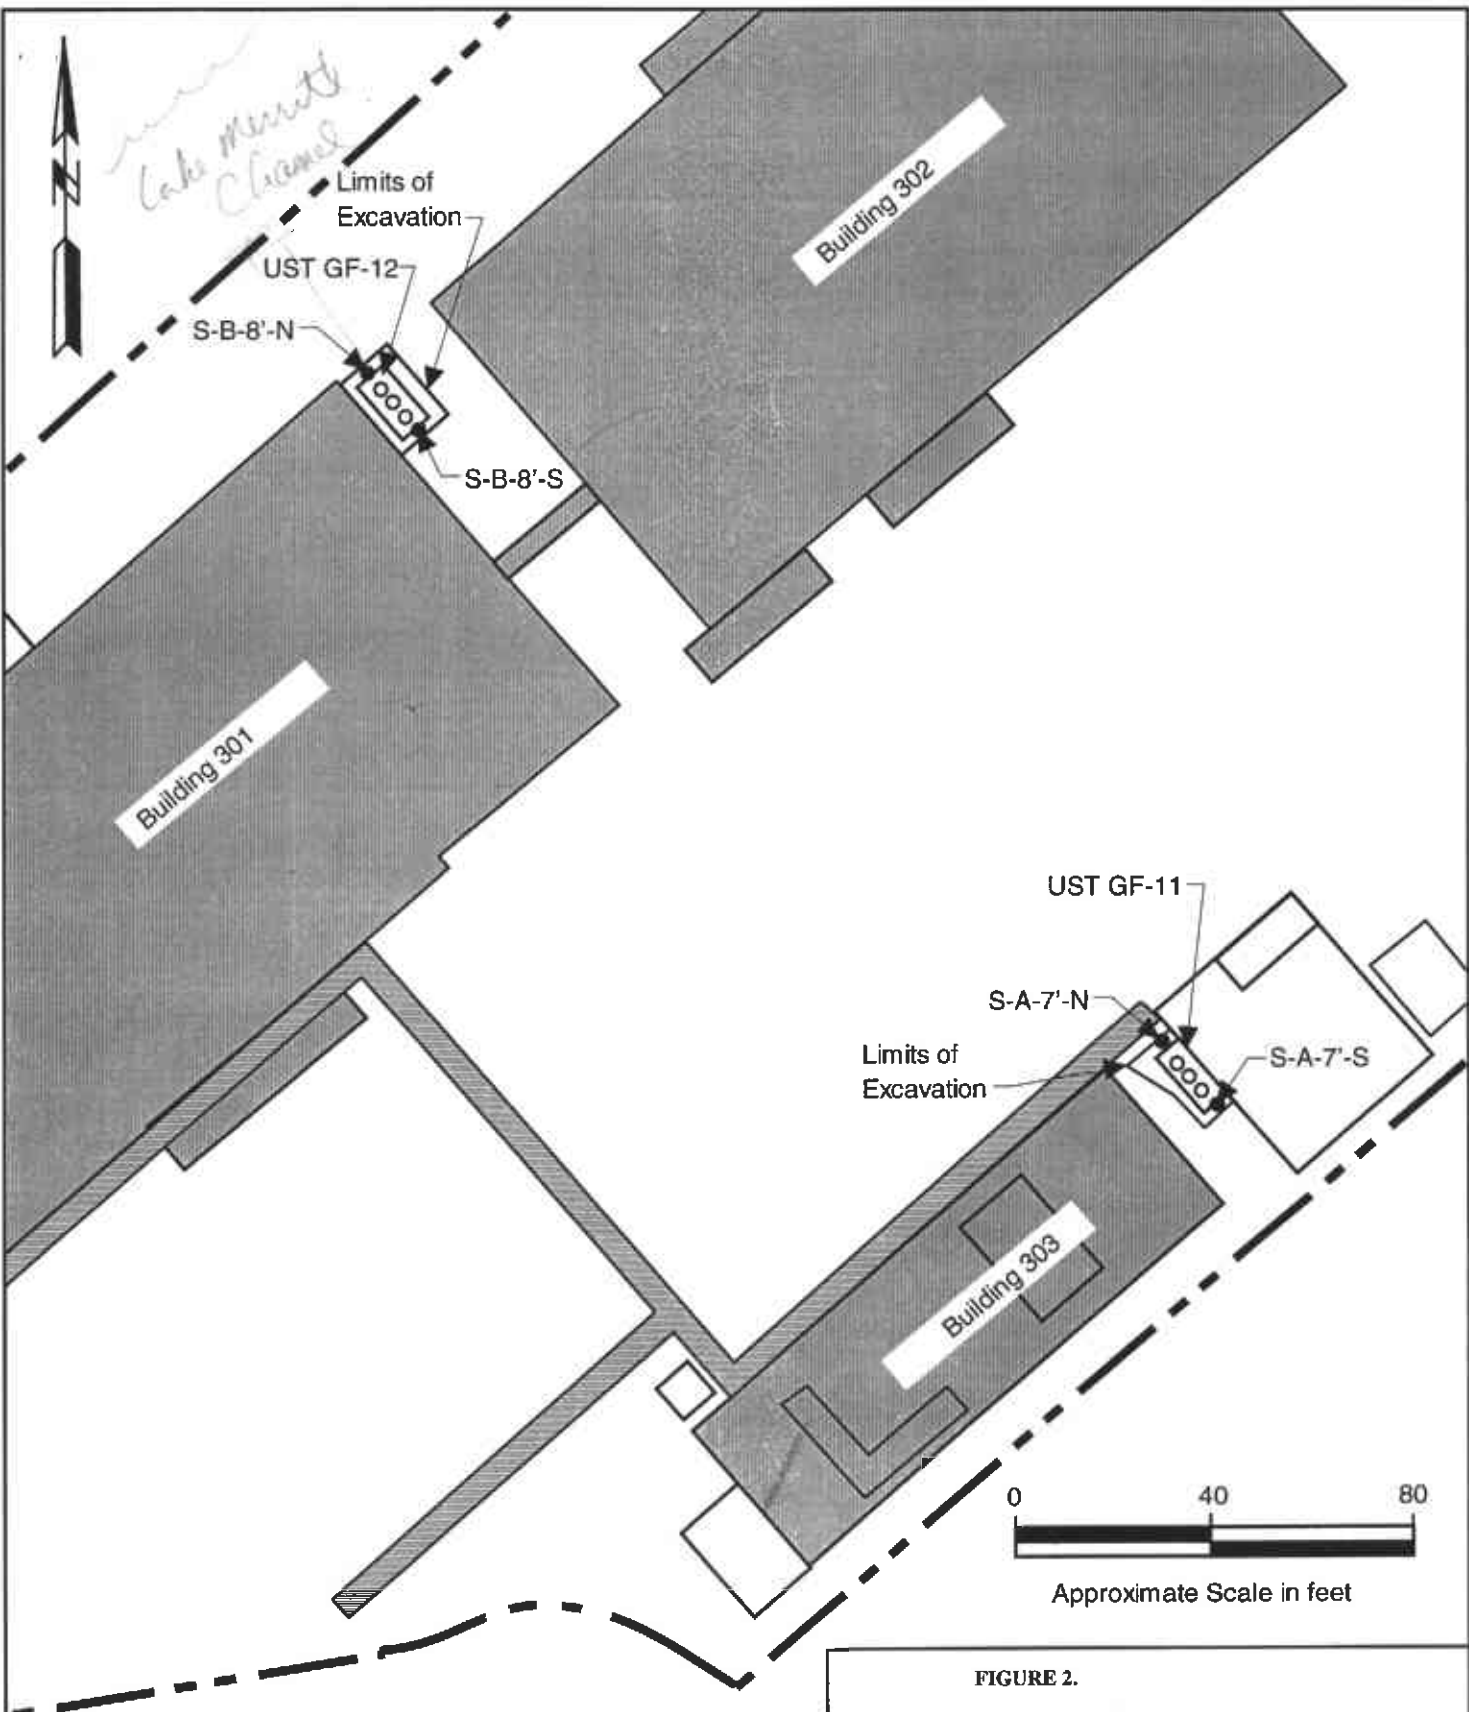 N
Lake Merritt
Channel
Limits of
Excavation
UST GF-12
S-B-8'-N
S-B-8'-S
Building 302
Building 301
UST GF-11
S-A-7'-N
Limits of
Excavation
S-A-7'-S
Building 303
0 40 80
Approximate Scale in feet
FIGURE 2.